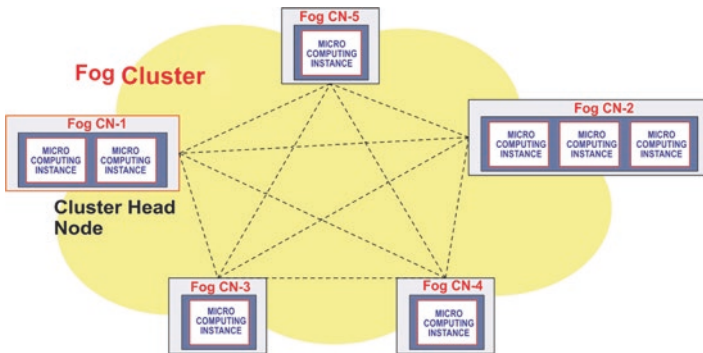 Fog CN-5
MICRO
COMPUTING
INSTANCE
Fog Cluster
Fog CN-1
MICRO
COMPUTING
INSTANCE
MICRO
COMPUTING
INSTANCE
Fog CN-2
MICRO
COMPUTING
INSTANCE
MICRO
COMPUTING
INSTANCE
MICRO
COMPUTING
INSTANCE
Cluster Head
Node
Fog CN-3
MICRO
COMPUTING
INSTANCE
Fog CN-4
MICRO
COMPUTING
INSTANCE